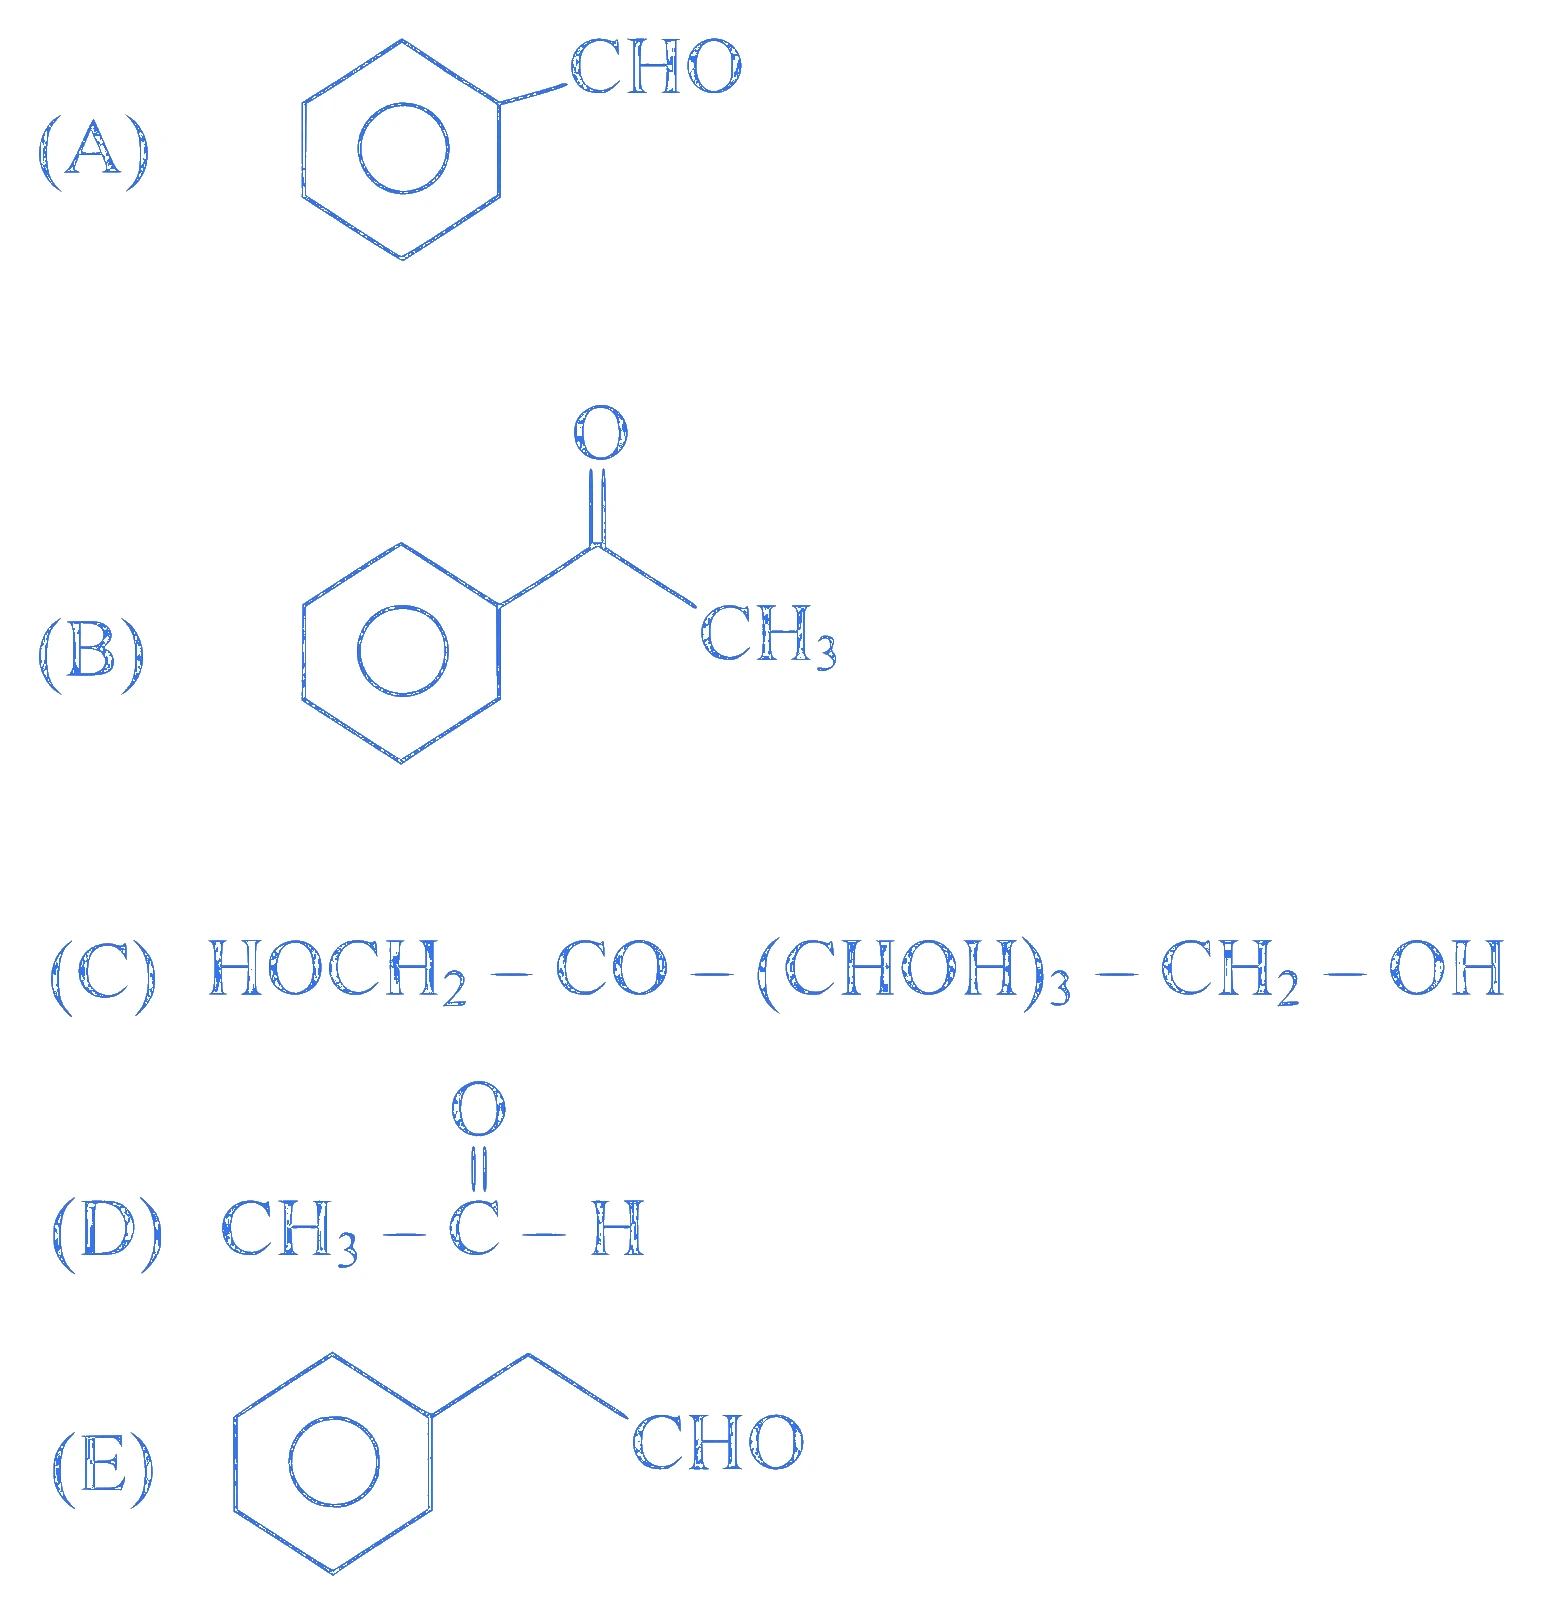 (A) CHO
O
(B) CH₃
(C) HOCH₂ – CO – (CHOH)₃ – CH₂ – OH
O
(D) CH₃ – C – H
(E) CHO